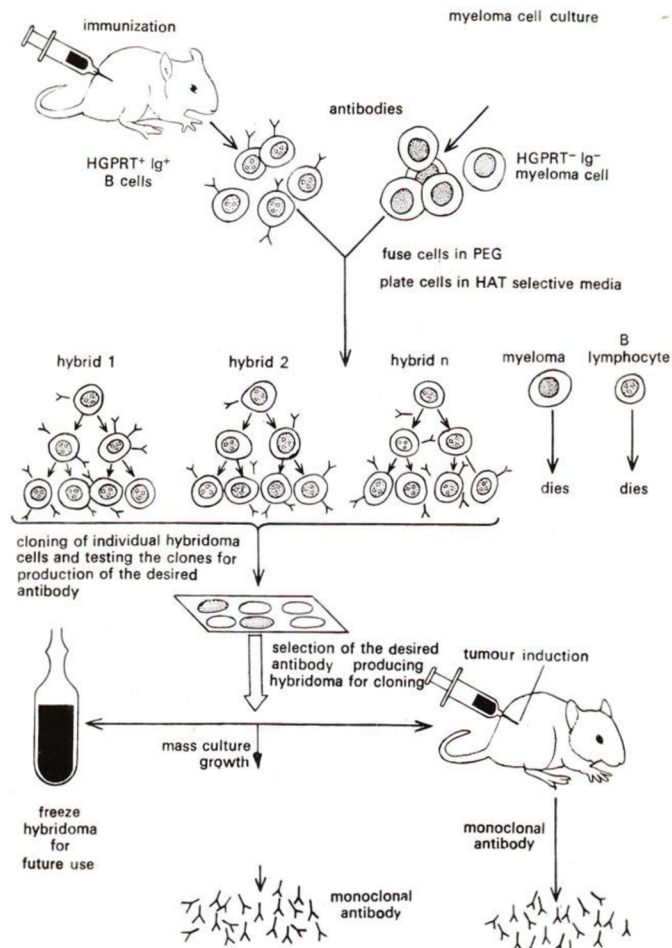 immunization
myeloma cell culture
antibodies
HGPRT⁺ Ig⁺
B cells
HGPRT⁻ Ig⁻
myeloma cell
fuse cells in PEG
plate cells in HAT selective media
hybrid 1
hybrid 2
hybrid n
myeloma
B
lymphocyte
dies
dies
cloning of individual hybridoma
cells and testing the clones for
production of the desired
antibody
selection of the desired
antibody producing
hybridoma for cloning
tumour induction
mass culture
growth
freeze
hybridoma
for
future use
monoclonal
antibody
monoclonal
antibody